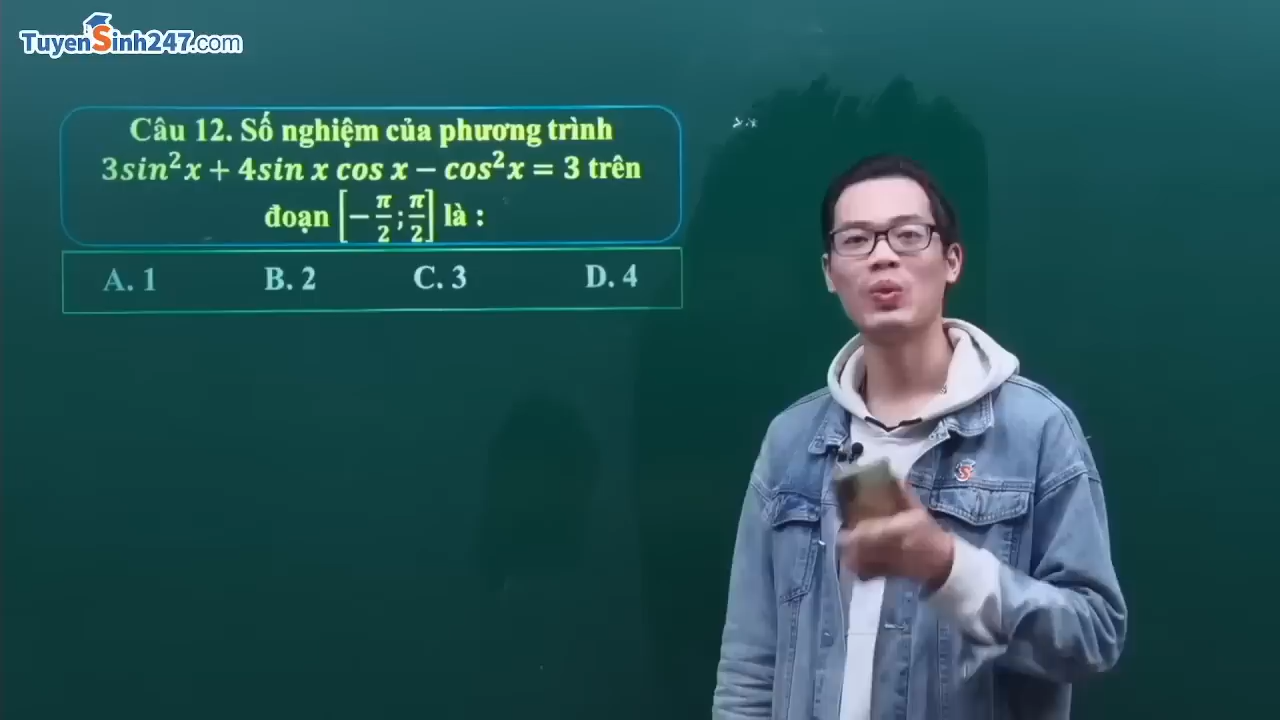 TuyenSinh247.com
Câu 12. Số nghiệm của phương trình
3sin²x + 4sin x cos x − cos²x = 3 trên
đoạn [−π/2; π/2] là :
A. 1 B. 2 C. 3 D. 4